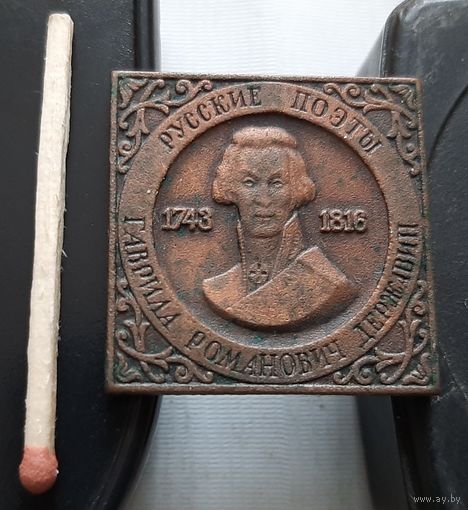 РУССКИЕ ПОЭТЫ
1743 1816
ГАВРИЛА РОМАНОВИЧ ДЕРЖАВИН
www.ay.by